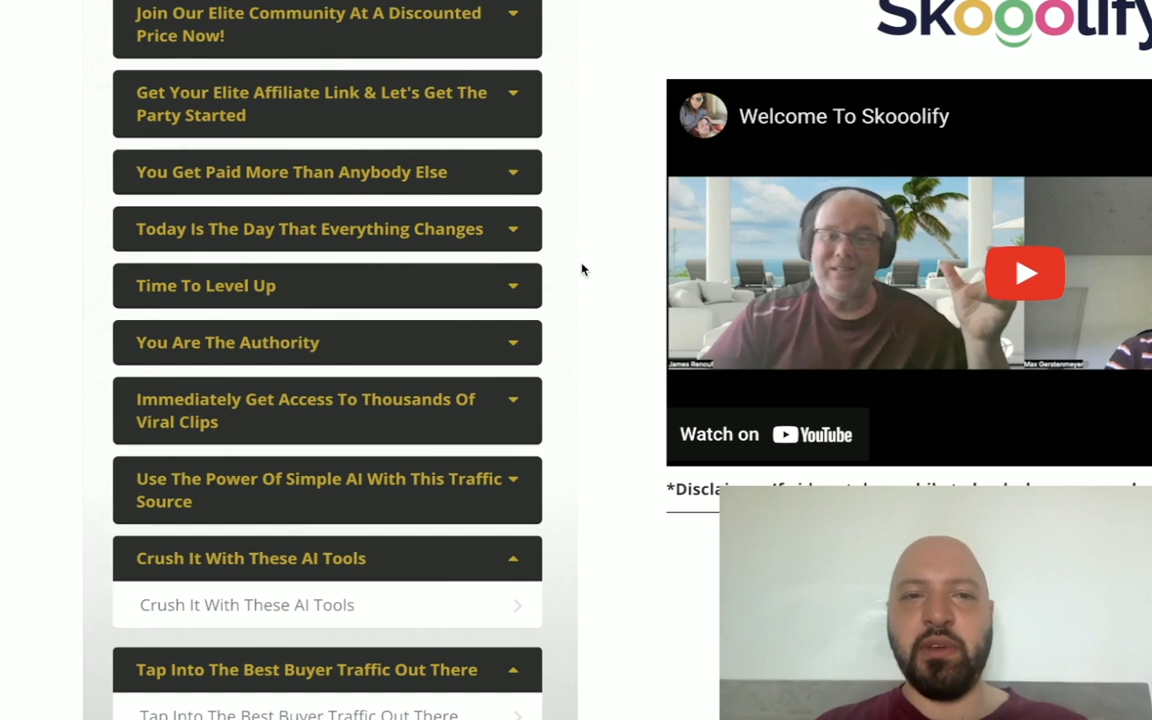 Join Our Elite Community At A Discounted
Price Now!
Get Your Elite Affiliate Link & Let's Get The
Party Started
You Get Paid More Than Anybody Else
Today Is The Day That Everything Changes
Time To Level Up
You Are The Authority
Immediately Get Access To Thousands Of
Viral Clips
Use The Power Of Simple AI With This Traffic
Source
Crush It With These AI Tools
Crush It With These AI Tools
Tap Into The Best Buyer Traffic Out There
Tap Into The Best Buyer Traffic Out There
Skooolify
Welcome To Skooolify
James Renouf
Max Gerstenmeyer
Watch on YouTube